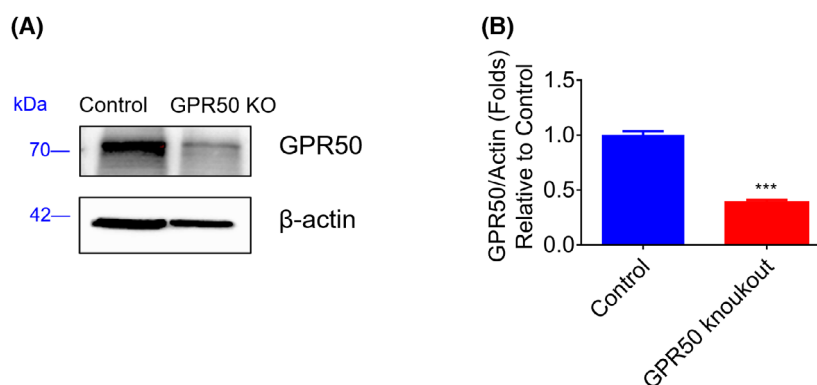 (A)
kDa Control GPR50 KO
70 GPR50
42 β-actin
(B)
GPR50/Actin (Folds)
Relative to Control
1.5
1.0
0.5
0.0
***
Control
GPR50 knoukout